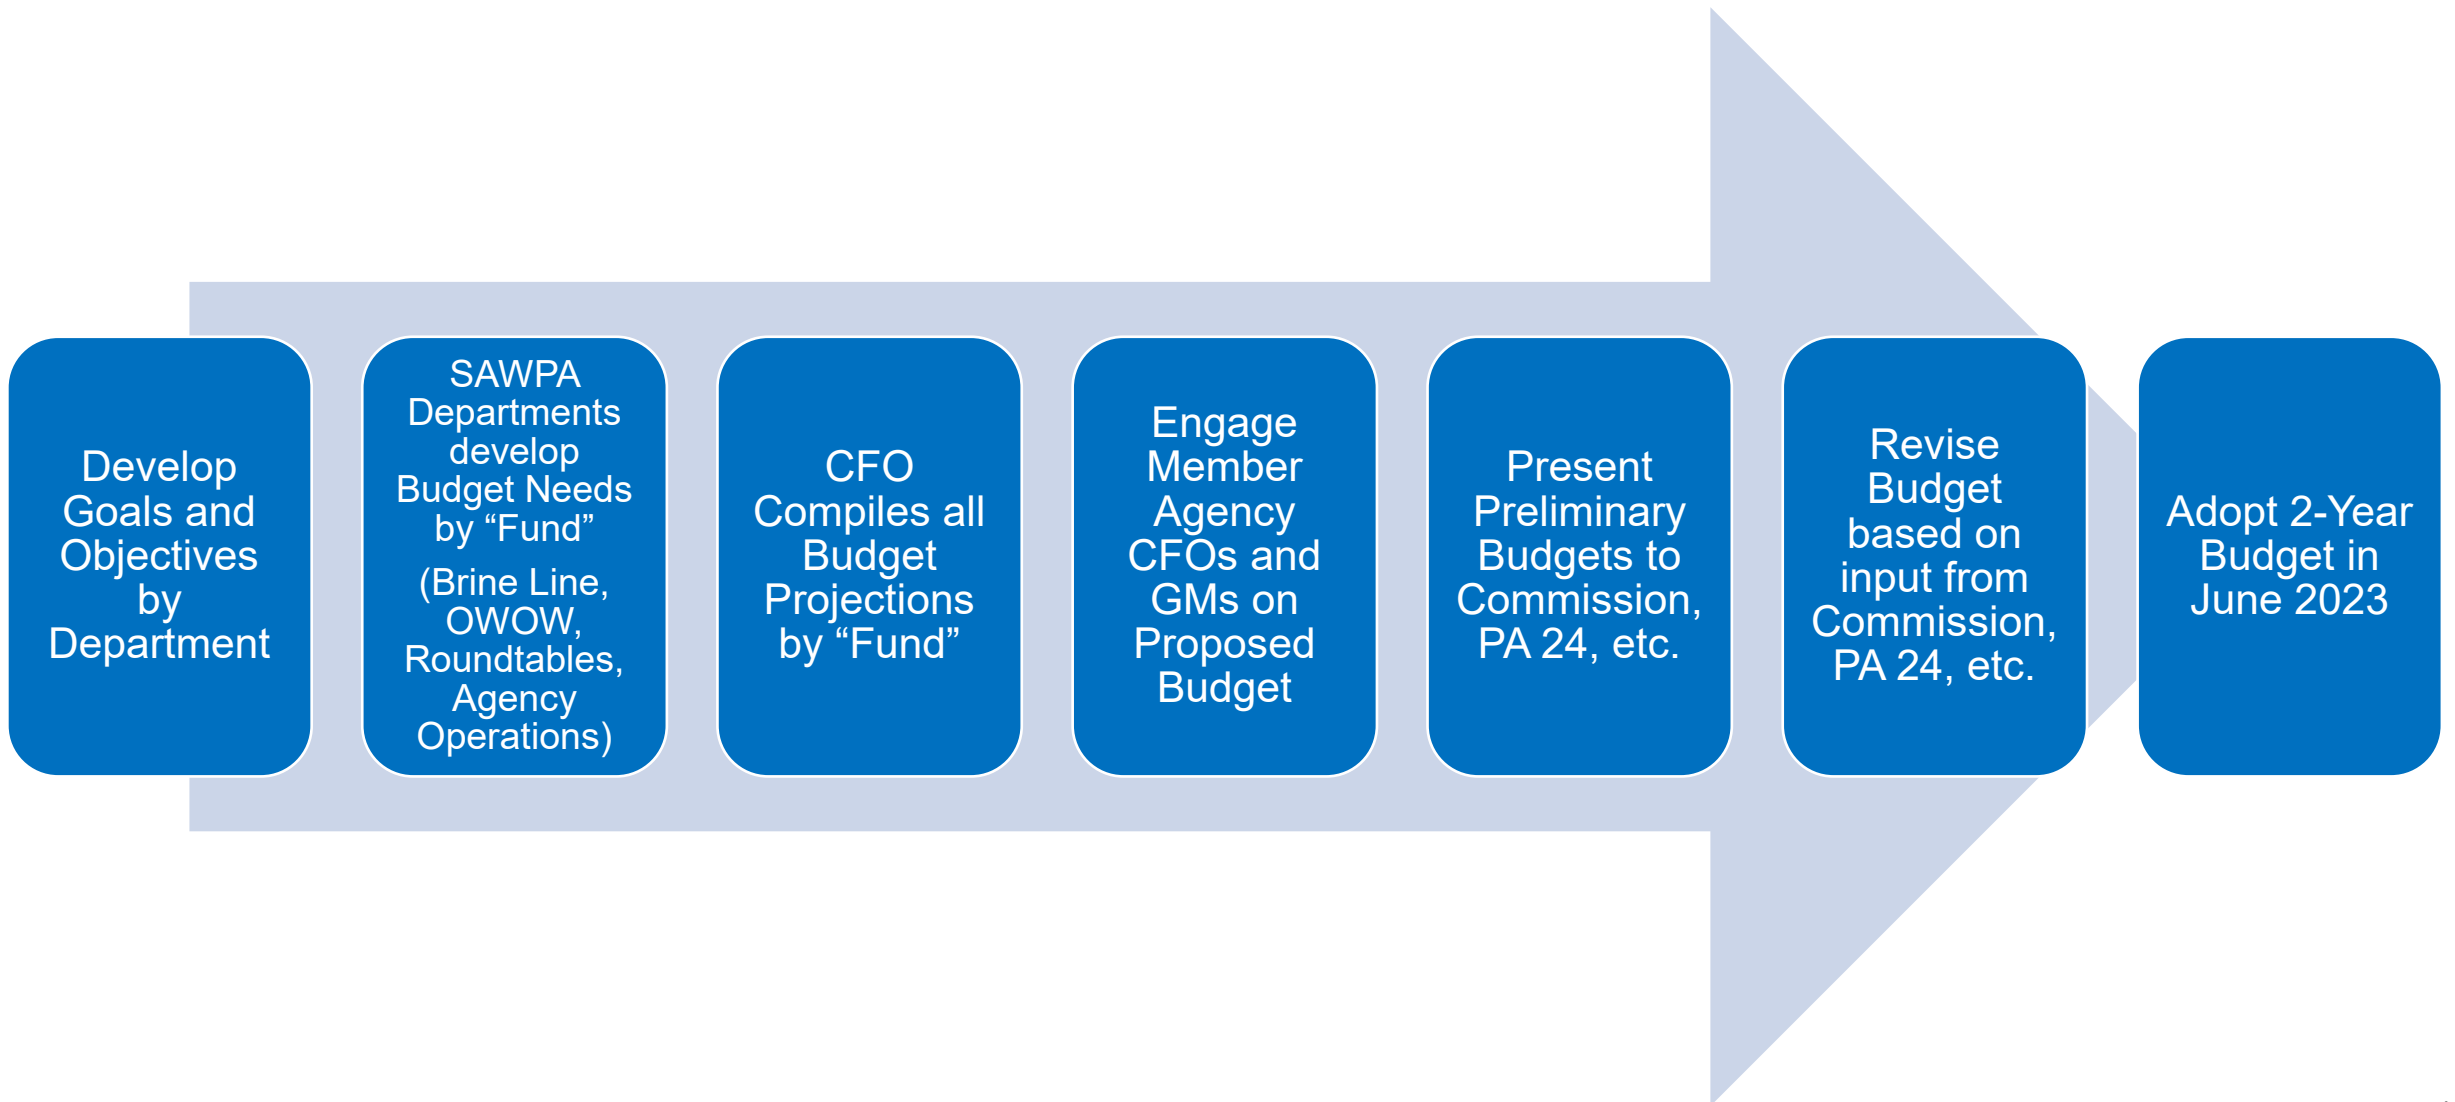 Develop
Goals and
Objectives
by
Department
SAWPA
Departments
develop
Budget Needs
by “Fund”
(Brine Line,
OWOW,
Roundtables,
Agency
Operations)
CFO
Compiles all
Budget
Projections
by “Fund”
Engage
Member
Agency
CFOs and
GMs on
Proposed
Budget
Present
Preliminary
Budgets to
Commission,
PA 24, etc.
Revise
Budget
based on
input from
Commission,
PA 24, etc.
Adopt 2-Year
Budget in
June 2023